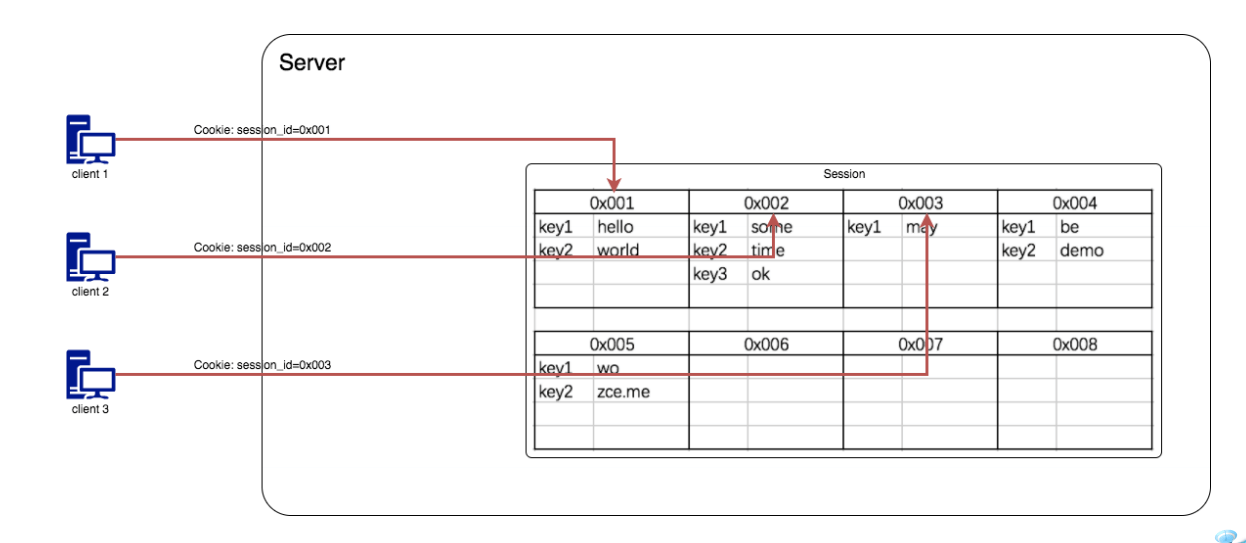 Server
Cookie: session_id=0x001
client 1
Session
0x001 0x002 0x003 0x004
key1 hello key1 some key1 may key1 be
Cookie: session_id=0x002
key2 world key2 time key2 demo
key3 ok
client 2
0x005 0x006 0x007 0x008
Cookie: session_id=0x003
key1 wo
key2 zce.me
client 3